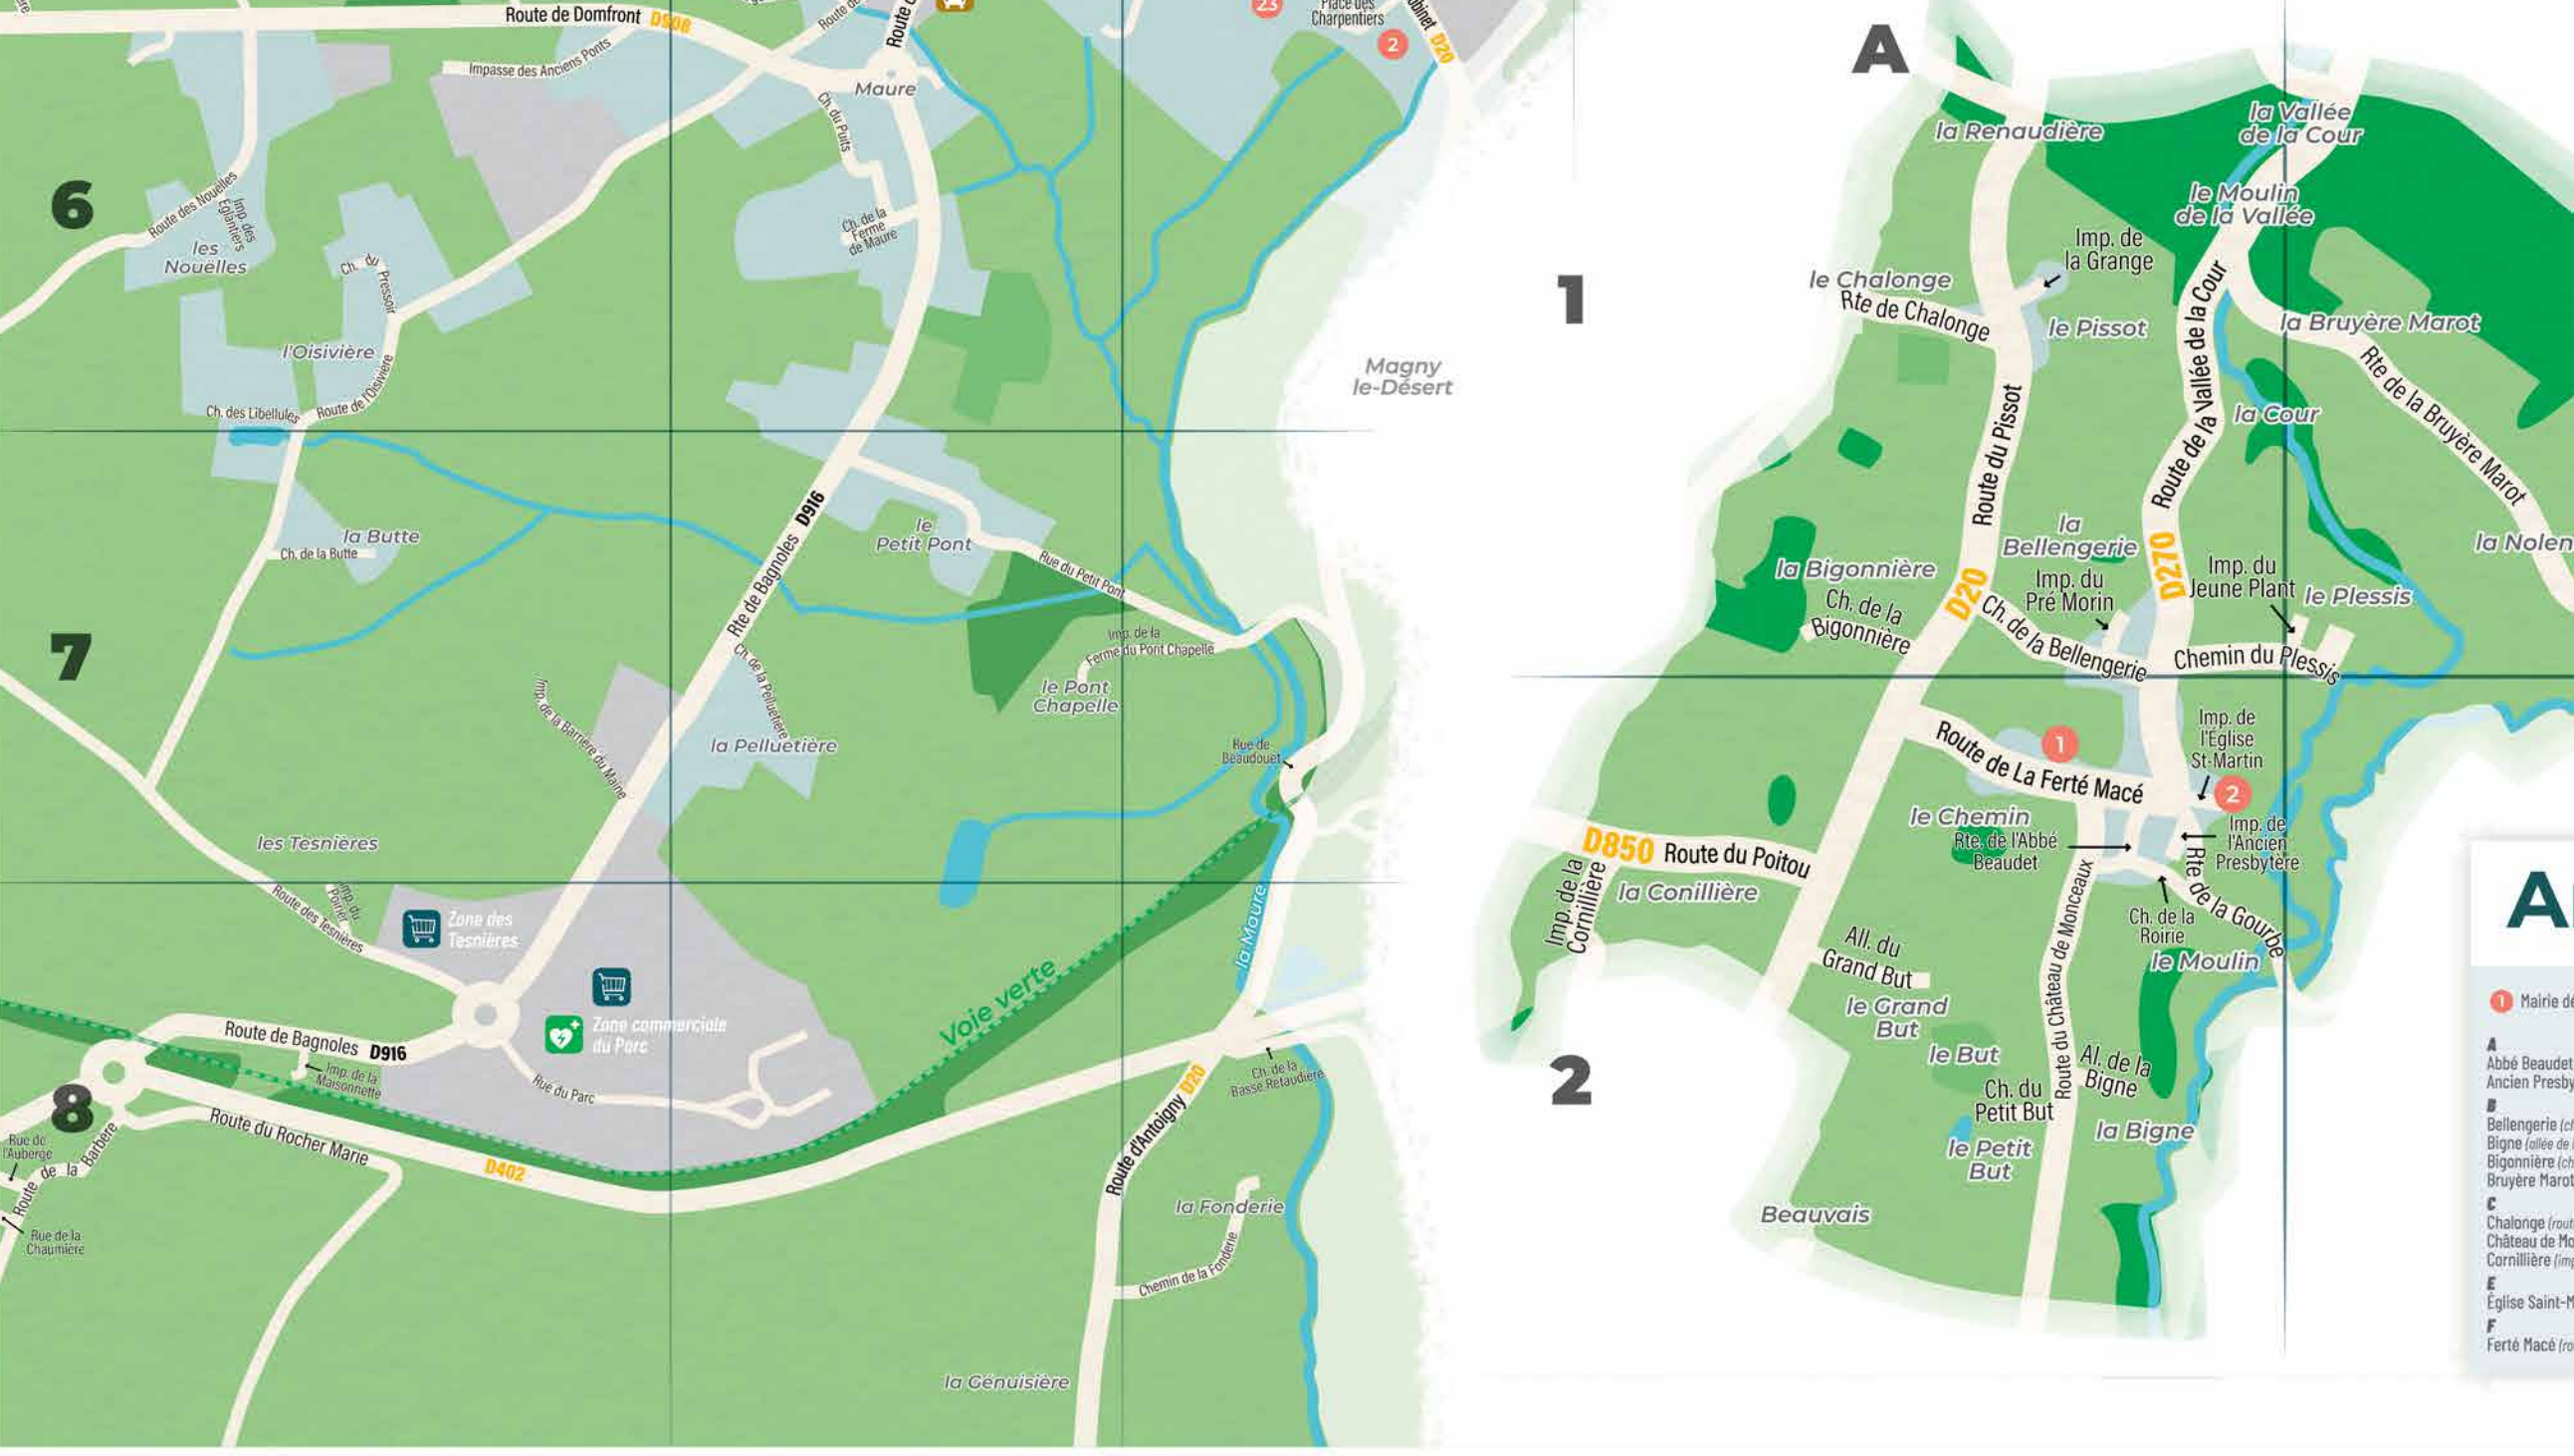 Route de Domfront D908
Impasse des Anciens Ponts
Maure
Ch. du Puits
Ch. de la
Ferme
de Maure
23
Place des
Charpentiers
2
D20
6
Route des Nouëlles
Imp. des
Eglantiers
les
Nouëlles
Ch. du Pressoir
l'Oisivière
Route de l'Oisivière
Ch. des Libellules
Magny
le-Désert
la Butte
Ch. de la Butte
Rte de Bagnoles D916
le
Petit Pont
Rue du Petit Pont
7
Imp. de la
Ferme du Pont Chapelle
le Pont
Chapelle
Ch. de la Pelluetière
la Pelluetière
Imp. de la Barrière du Maine
Rue de
Beaudouet
les Tesnières
Route des Tesnières
Imp. du
Poirier
Zone des
Tesnières
Zone commerciale
du Parc
la Maure
Voie verte
Route de Bagnoles D916
Imp. de la
Maisonnette
Rue du Parc
8
Route du Rocher Marie
D402
Rue de
l'Auberge
Route de la Barbère
Rue de la
Chaumière
Route d'Antoigny D20
Ch. de la
Basse Retaudière
la Fonderie
Chemin de la Fonderie
la Génuisière
A
la Renaudière
la Vallée
de la Cour
le Moulin
de la Vallée
Imp. de
la Grange
1
le Chalonge
Rte de Chalonge
le Pissot
la Bruyère Marot
Rte de la Bruyère Marot
Route de la Vallée de la Cour
Route du Pissot
la Cour
la
Bellengerie
la Bigonnière
Ch. de la
Bigonnière
D20
Imp. du
Pré Morin
D270
Imp. du
Jeune Plant
le Plessis
Ch. de la Bellengerie
Chemin du Plessis
Route de La Ferté Macé
1
Imp. de
l'Église
St-Martin
2
le Chemin
Rte. de l'Abbé
Beaudet
Imp. de
l'Ancien
Presbytère
D850 Route du Poitou
la Conillière
Imp. de la
Cornillière
Rte de la Gourbe
Ch. de la
Roirie
le Moulin
All. du
Grand But
le Grand
But
Route du Château de Monceaux
2
le But
Al. de la
Bigne
Ch. du
Petit But
la Bigne
le Petit
But
Beauvais
1 Mairie
A
Abbé Beaudet
B
Bellengerie
Bigne (allée de
Bigonnière
Bruyère Marot
C
Chalonge
Château de
Cornillière
E
Église
F
Ferté Macé